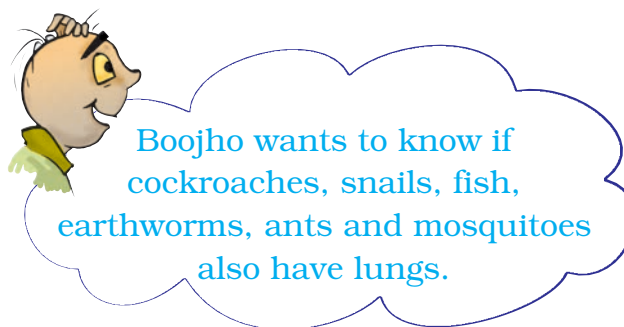 Boojho wants to know if
cockroaches, snails, fish,
earthworms, ants and mosquitoes
also have lungs.